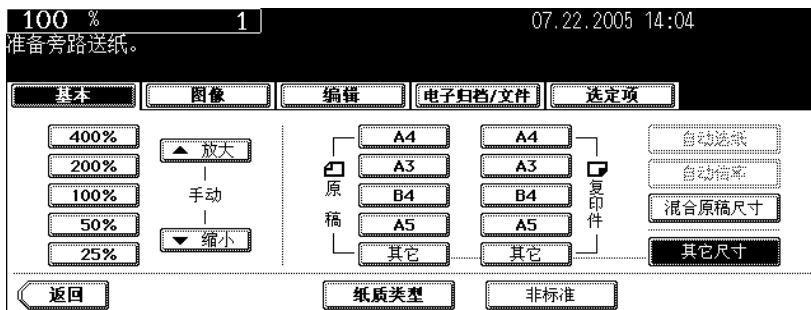 100 % 1 07.22.2005 14:04
准备旁路送纸。
基本 图像 编辑 电子归档/文件 选定项
400% 放大 A4 A4 自动选纸
200% A3 A3 自动倍率
100% 手动 原稿 B4 B4 复印件 混合原稿尺寸
50% 缩小 A5 A5
25% 其它 其它 其它尺寸
返回 纸质类型 非标准